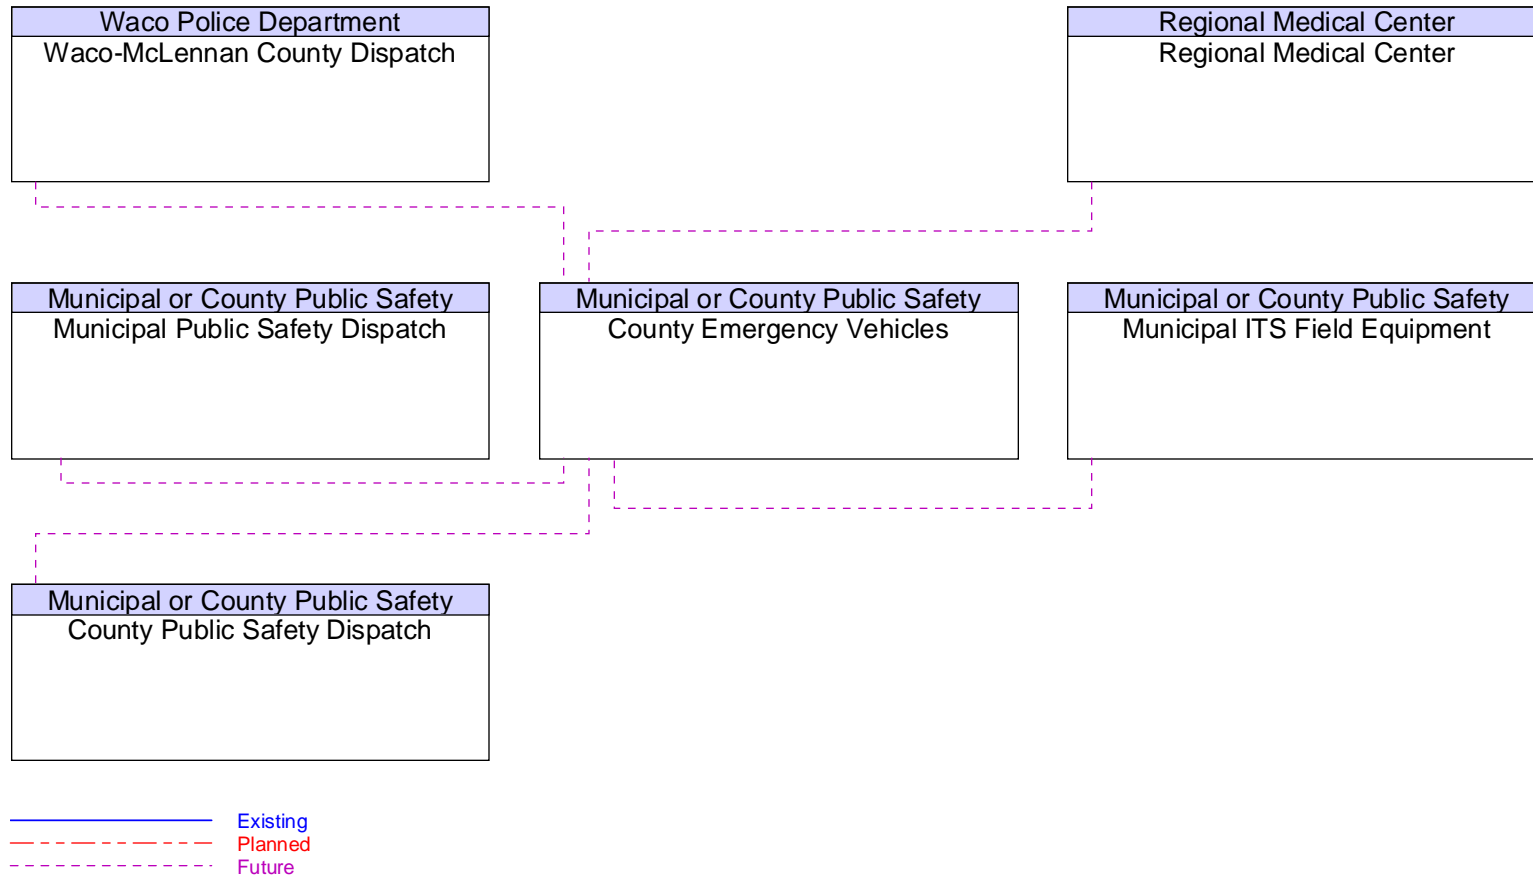 Waco Police Department
Waco-McLennan County Dispatch
Regional Medical Center
Regional Medical Center
Municipal or County Public Safety
Municipal Public Safety Dispatch
Municipal or County Public Safety
County Emergency Vehicles
Municipal or County Public Safety
Municipal ITS Field Equipment
Municipal or County Public Safety
County Public Safety Dispatch
Existing
Planned
Future